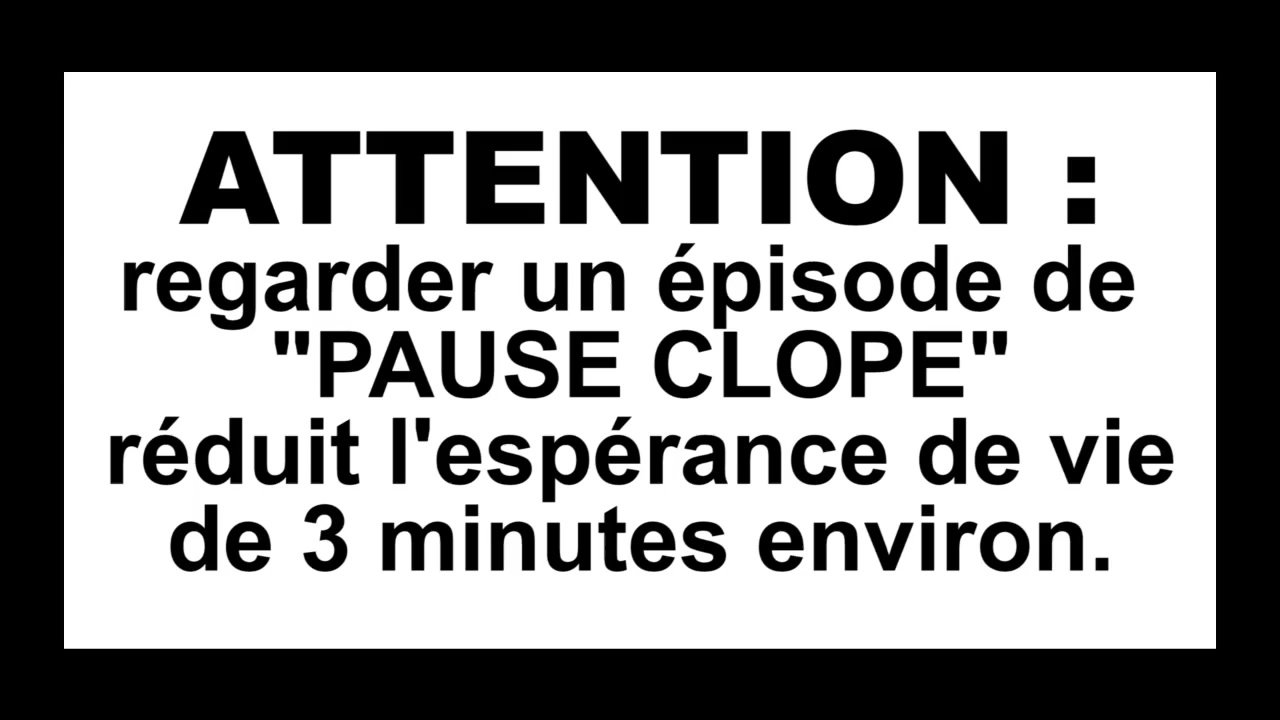 ATTENTION :
regarder un épisode de
"PAUSE CLOPE"
réduit l'espérance de vie
de 3 minutes environ.